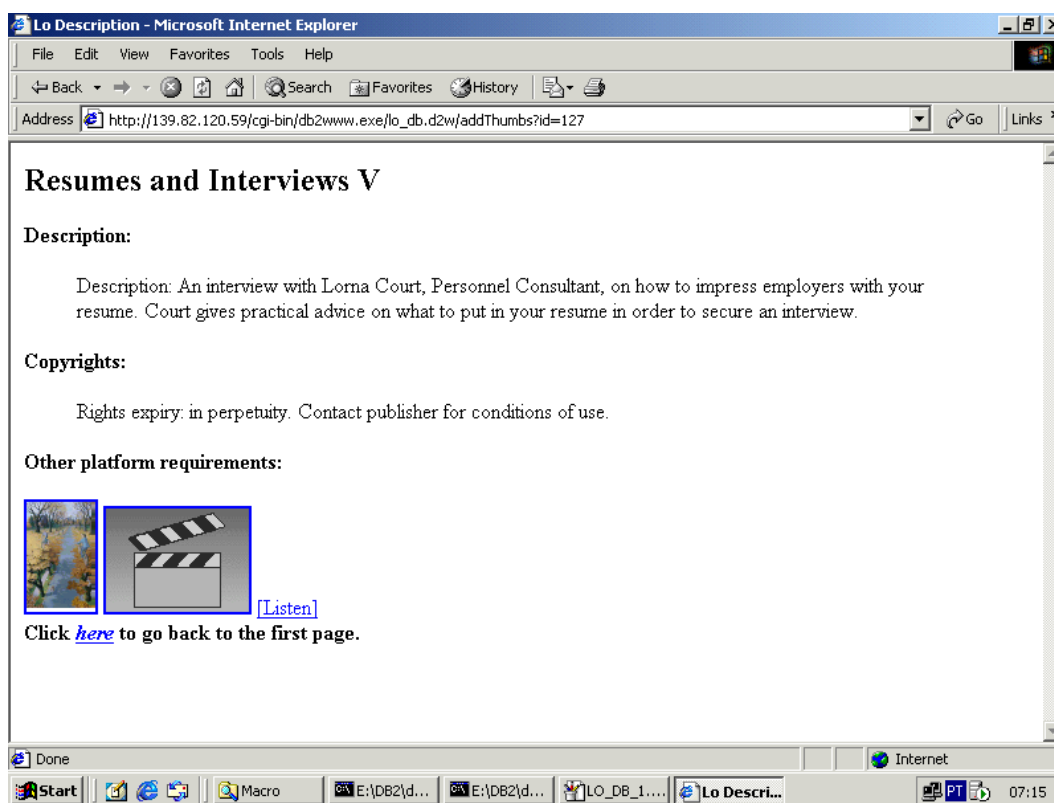 Lo Description - Microsoft Internet Explorer
File Edit View Favorites Tools Help
Back Search Favorites History
Address http://139.82.120.59/cgi-bin/db2www.exe/lo_db.d2w/addThumbs?id=127 Go Links
Resumes and Interviews V
Description:
Description: An interview with Lorna Court, Personnel Consultant, on how to impress employers with your
resume. Court gives practical advice on what to put in your resume in order to secure an interview.
Copyrights:
Rights expiry: in perpetuity. Contact publisher for conditions of use.
Other platform requirements:
[Listen]
Click here to go back to the first page.
Done Internet
Start Macro E:\DB2\d... E:\DB2\d... LO_DB_1.... Lo Descri... PT 07:15